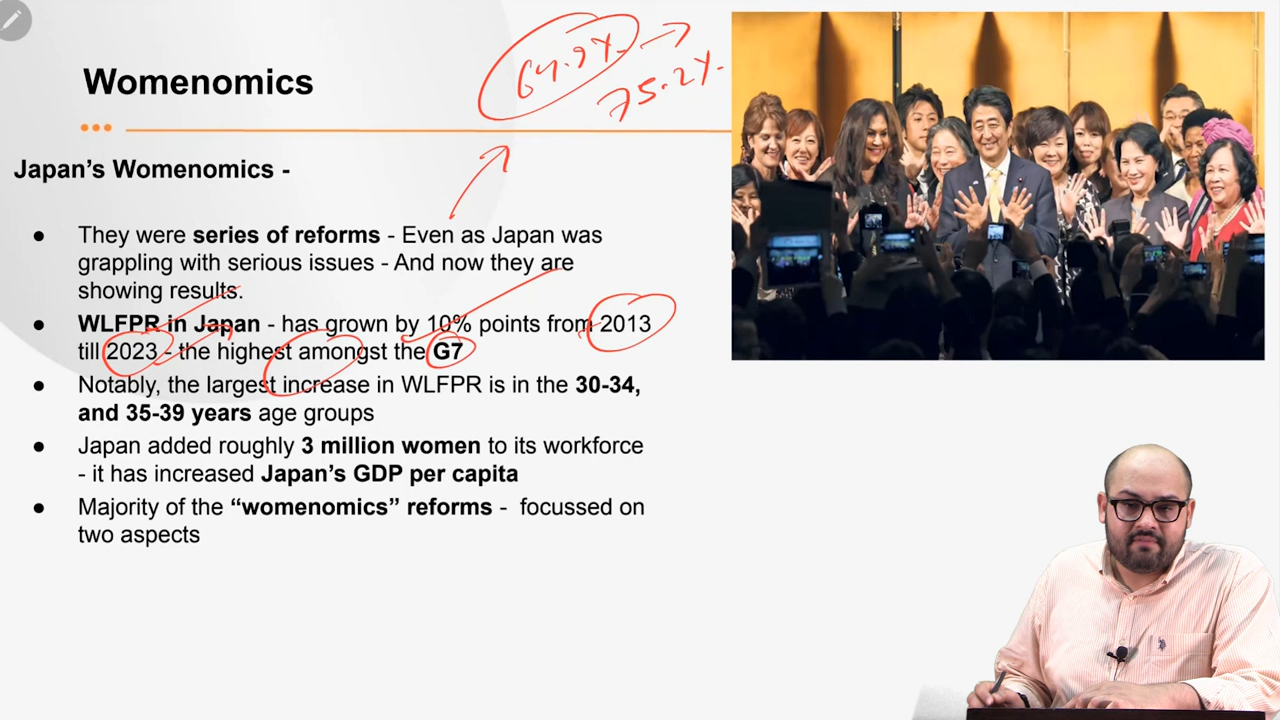 64.9%
75.2%
Womenomics
Japan's Womenomics -
● They were series of reforms - Even as Japan was
grappling with serious issues - And now they are
showing results.
● WLFPR in Japan - has grown by 10% points from 2013
till 2023 - the highest amongst the G7
● Notably, the largest increase in WLFPR is in the 30-34,
and 35-39 years age groups
● Japan added roughly 3 million women to its workforce
- it has increased Japan's GDP per capita
● Majority of the “womenomics” reforms - focussed on
two aspects